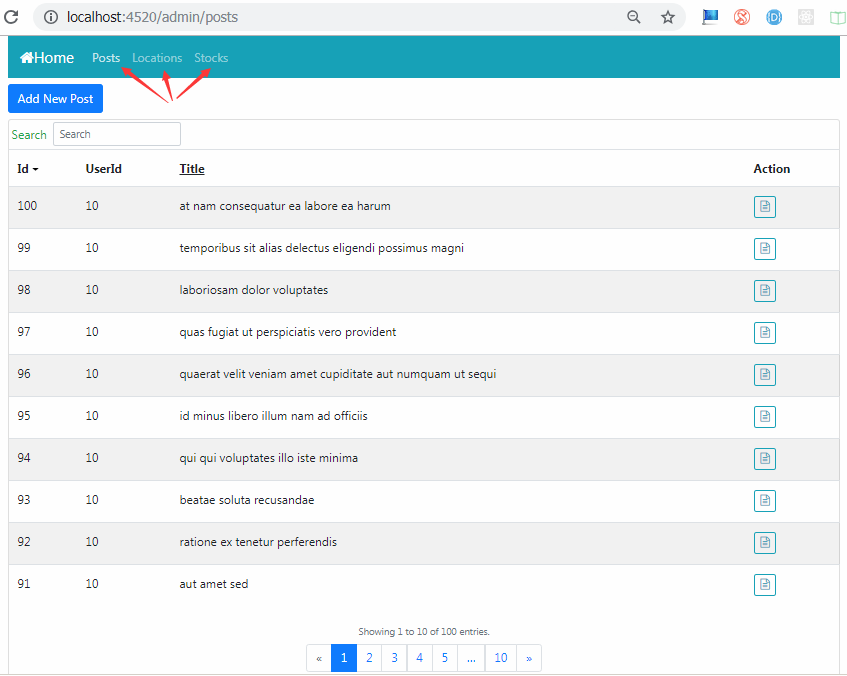 localhost:4520/admin/posts
Home Posts Locations Stocks
Add New Post
Search Search
Id UserId Title Action
100 10 at nam consequatur ea labore ea harum
99 10 temporibus sit alias delectus eligendi possimus magni
98 10 laboriosam dolor voluptates
97 10 quas fugiat ut perspiciatis vero provident
96 10 quaerat velit veniam amet cupiditate aut numquam ut sequi
95 10 id minus libero illum nam ad officiis
94 10 qui qui voluptates illo iste minima
93 10 beatae soluta recusandae
92 10 ratione ex tenetur perferendis
91 10 aut amet sed
Showing 1 to 10 of 100 entries.
« 1 2 3 4 5 ... 10 »